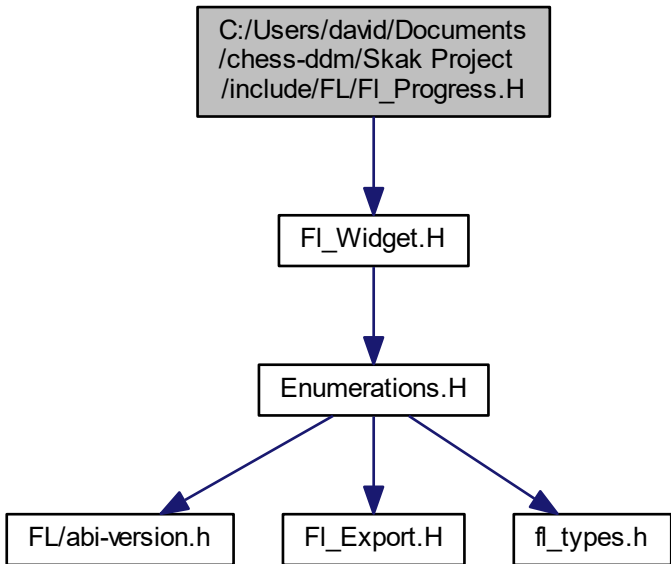 C:/Users/david/Documents
/chess-ddm/Skak Project
/include/FL/Fl_Progress.H
Fl_Widget.H
Enumerations.H
FL/abi-version.h
Fl_Export.H
fl_types.h